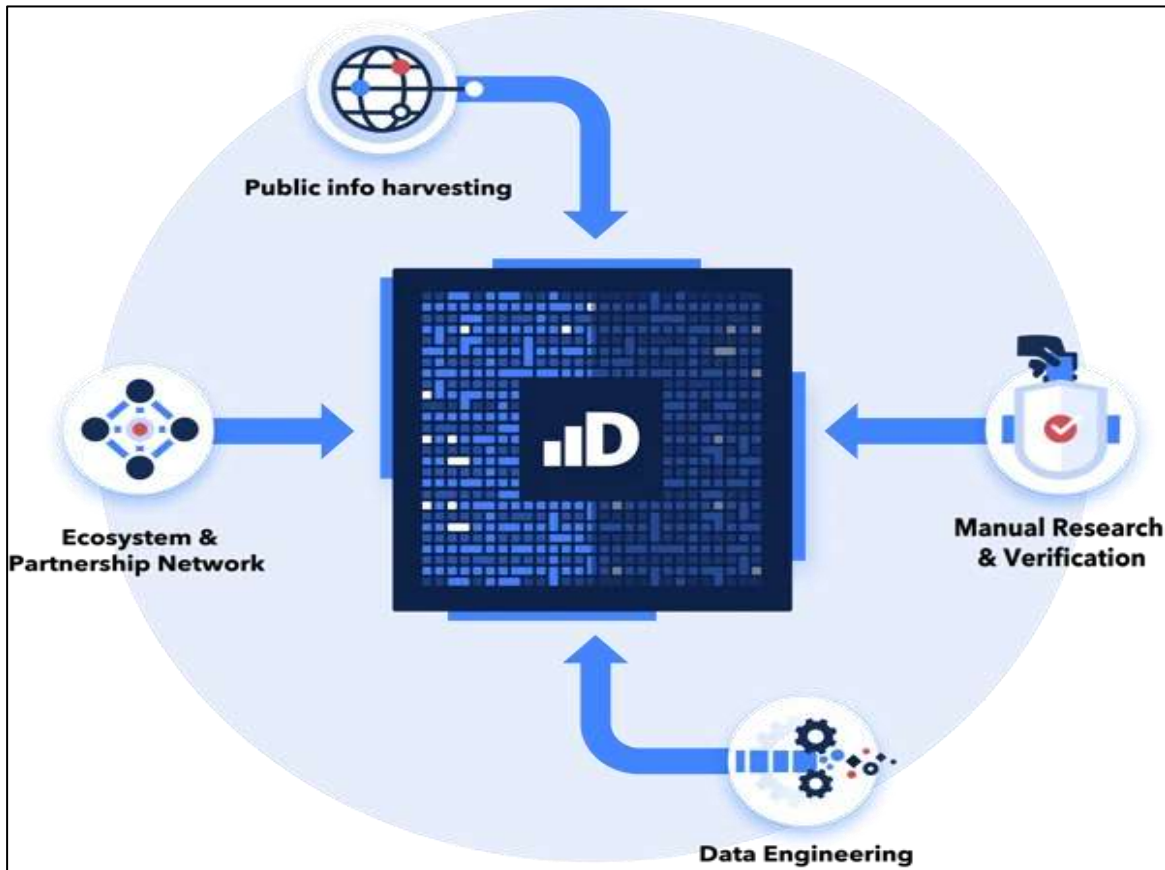 Public info harvesting
D
Ecosystem &
Partnership Network
Manual Research
& Verification
Data Engineering